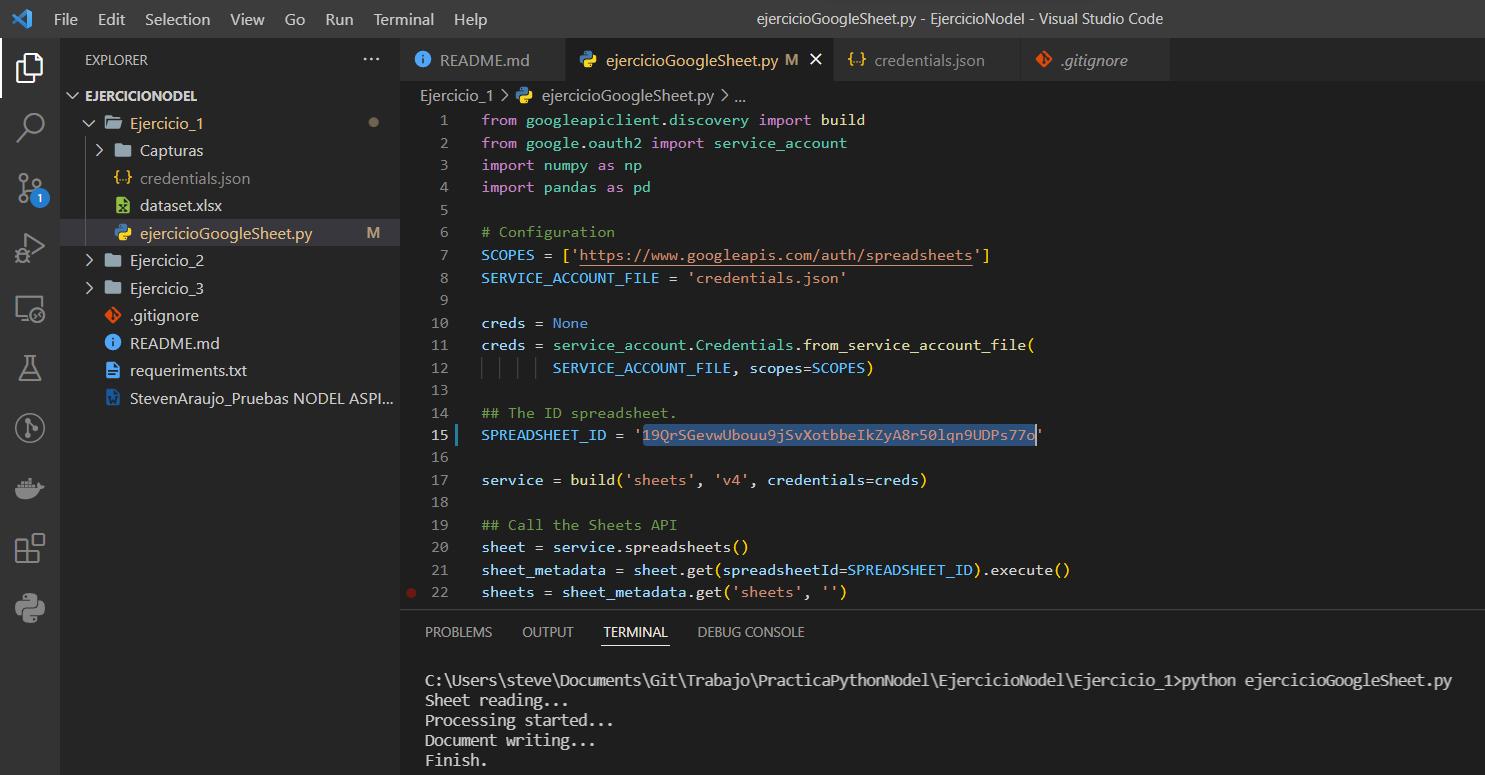 File Edit Selection View Go Run Terminal Help ejercicioGoogleSheet.py - EjercicioNodel - Visual Studio Code
EXPLORER ...
README.md ejercicioGoogleSheet.py M credentials.json .gitignore
EJERCICIONODEL
Ejercicio_1
Capturas
credentials.json
dataset.xlsx
ejercicioGoogleSheet.py M
Ejercicio_2
Ejercicio_3
.gitignore
README.md
requeriments.txt
StevenAraujo_Pruebas NODEL ASPI...
1
Ejercicio_1 > ejercicioGoogleSheet.py > ...
1 from googleapiclient.discovery import build
2 from google.oauth2 import service_account
3 import numpy as np
4 import pandas as pd
5
6 # Configuration
7 SCOPES = ['https://www.googleapis.com/auth/spreadsheets']
8 SERVICE_ACCOUNT_FILE = 'credentials.json'
9
10 creds = None
11 creds = service_account.Credentials.from_service_account_file(
12 SERVICE_ACCOUNT_FILE, scopes=SCOPES)
13
14 ## The ID spreadsheet.
15 SPREADSHEET_ID = '19QrSGevwUbouu9jSvXotbbeIkZyA8r50lqn9UDPs77o'
16
17 service = build('sheets', 'v4', credentials=creds)
18
19 ## Call the Sheets API
20 sheet = service.spreadsheets()
21 sheet_metadata = sheet.get(spreadsheetId=SPREADSHEET_ID).execute()
22 sheets = sheet_metadata.get('sheets', '')
PROBLEMS OUTPUT TERMINAL DEBUG CONSOLE
C:\Users\steve\Documents\Git\Trabajo\PracticaPythonNodel\EjercicioNodel\Ejercicio_1>python ejercicioGoogleSheet.py
Sheet reading...
Processing started...
Document writing...
Finish.